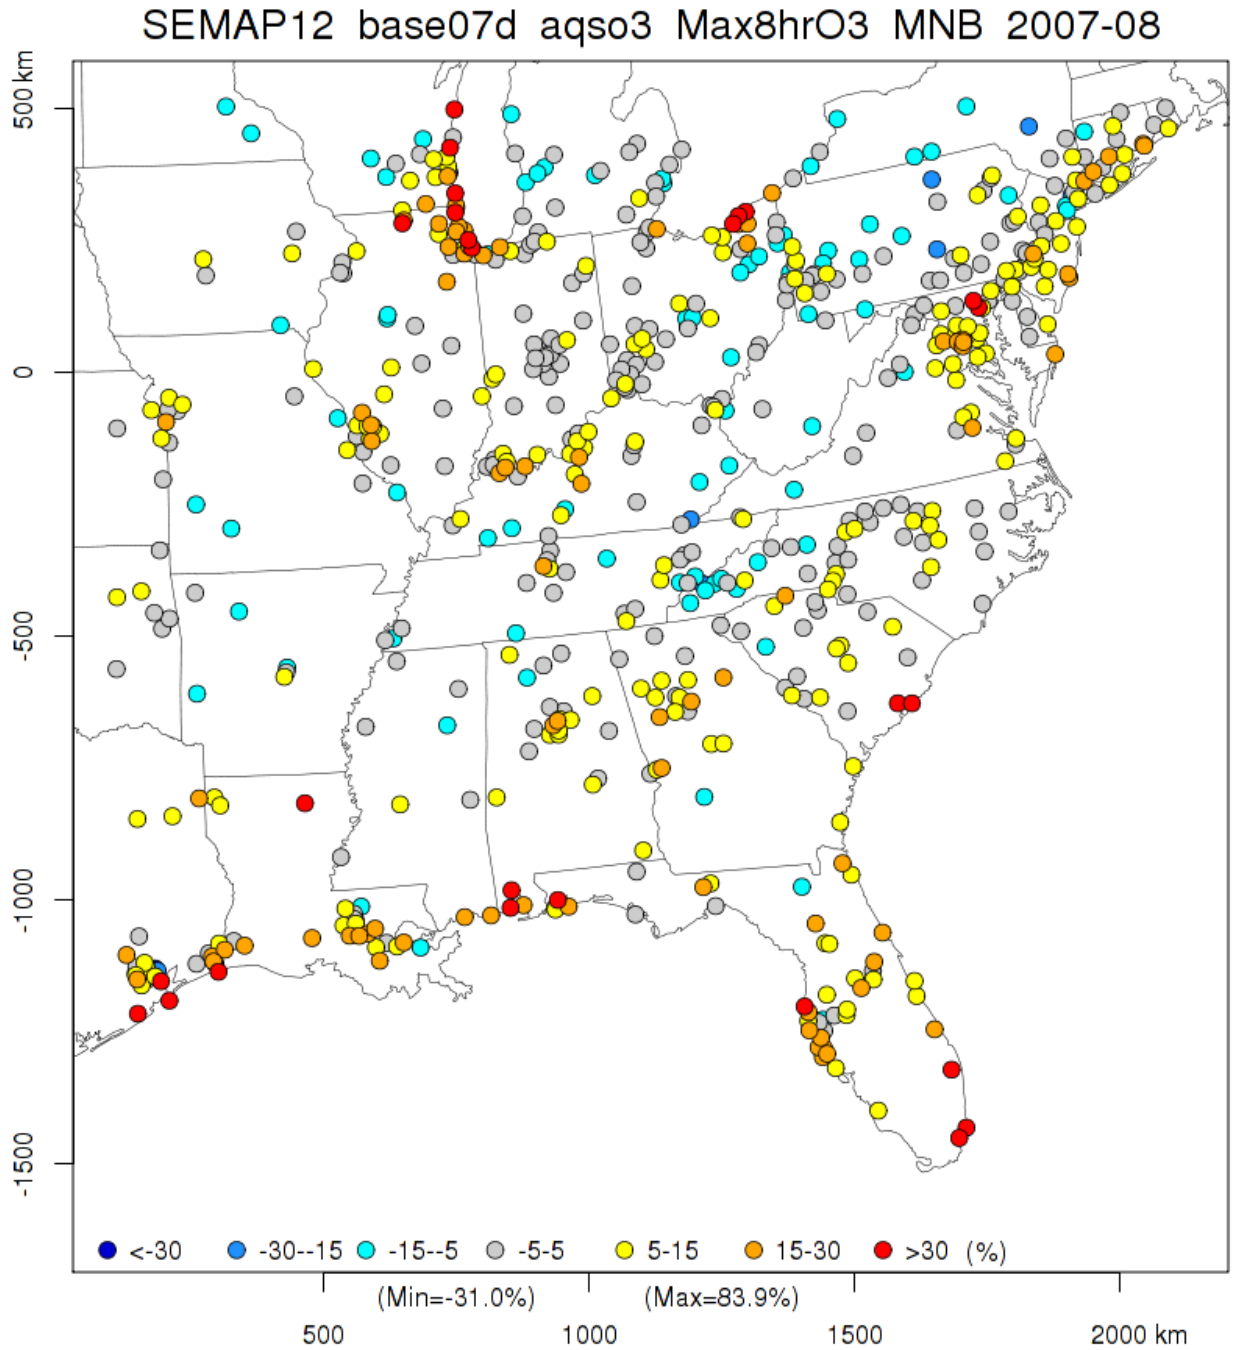 SEMAP12 base07d aqso3 Max8hrO3 MNB 2007-08
500 km
0
-500
-1000
-1500
<-30 -30--15 -15--5 -5-5 5-15 15-30 >30 (%)
(Min=-31.0%) (Max=83.9%)
500 1000 1500 2000 km